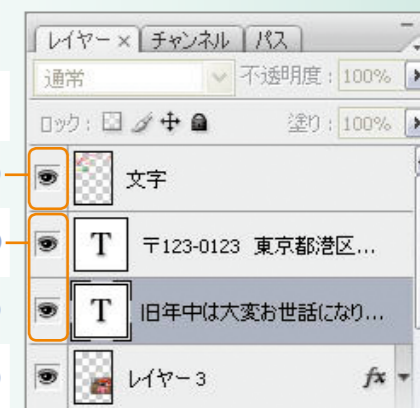 レイヤー × チャンネル パス
通常 不透明度: 100%
ロック: 塗り: 100%
文字
T 〒123-0123 東京都港区...
T 旧年中は大変お世話になり...
レイヤー 3 fx